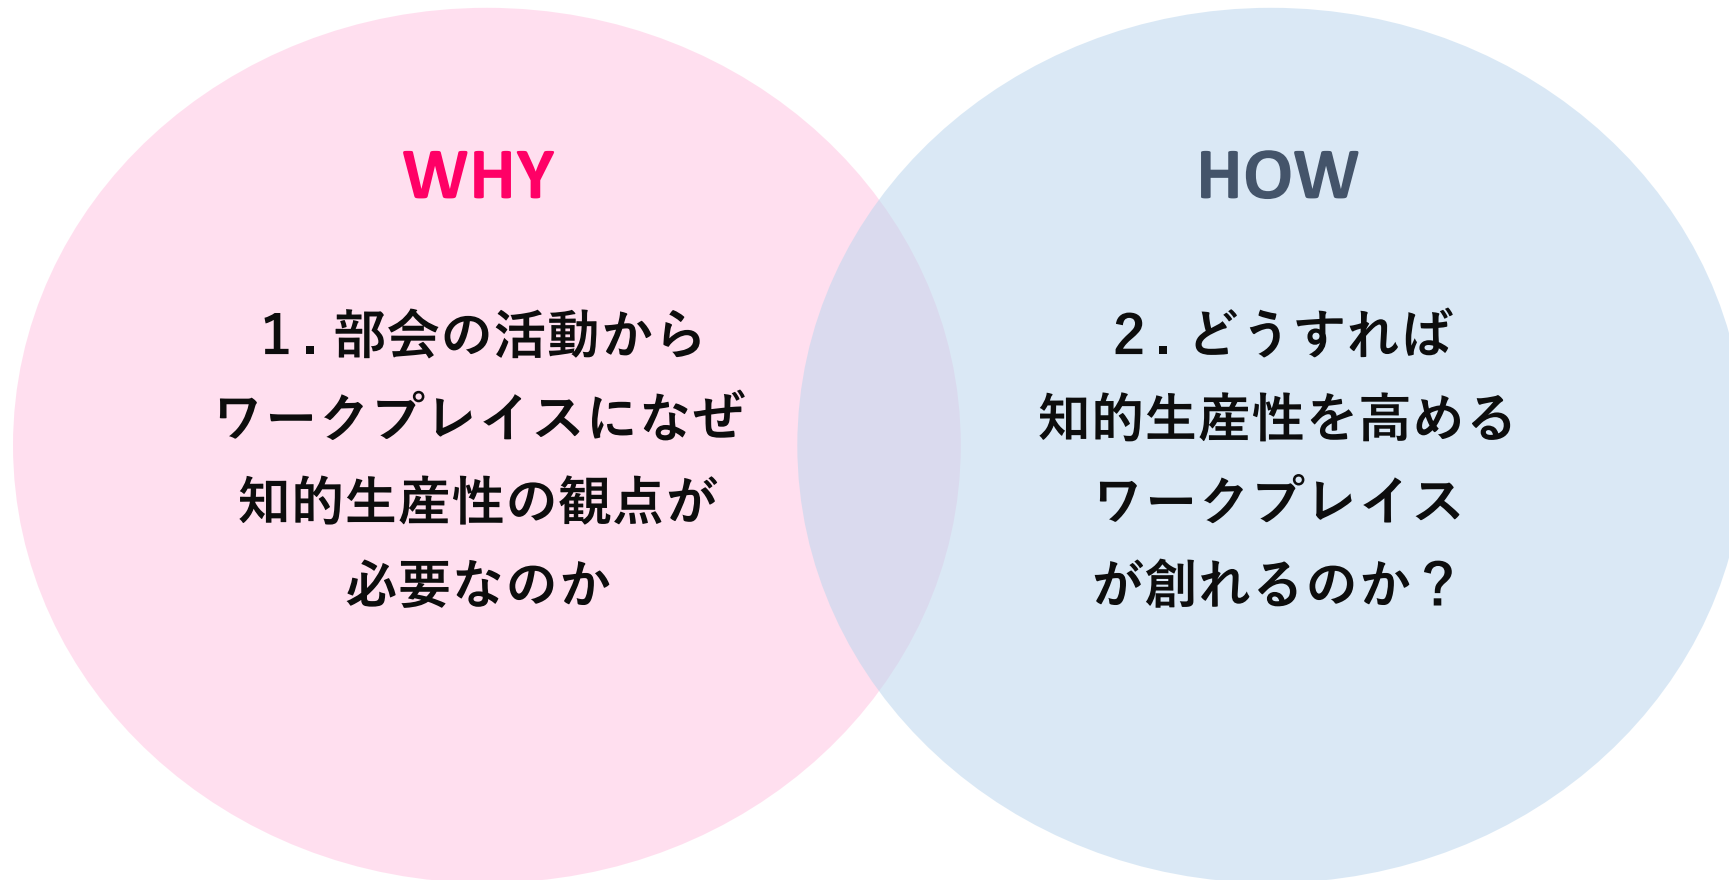 WHY
1.部会の活動から
ワークプレイスになぜ
知的生産性の観点が
必要なのか
HOW
2.どうすれば
知的生産性を高める
ワークプレイス
が創れるのか？